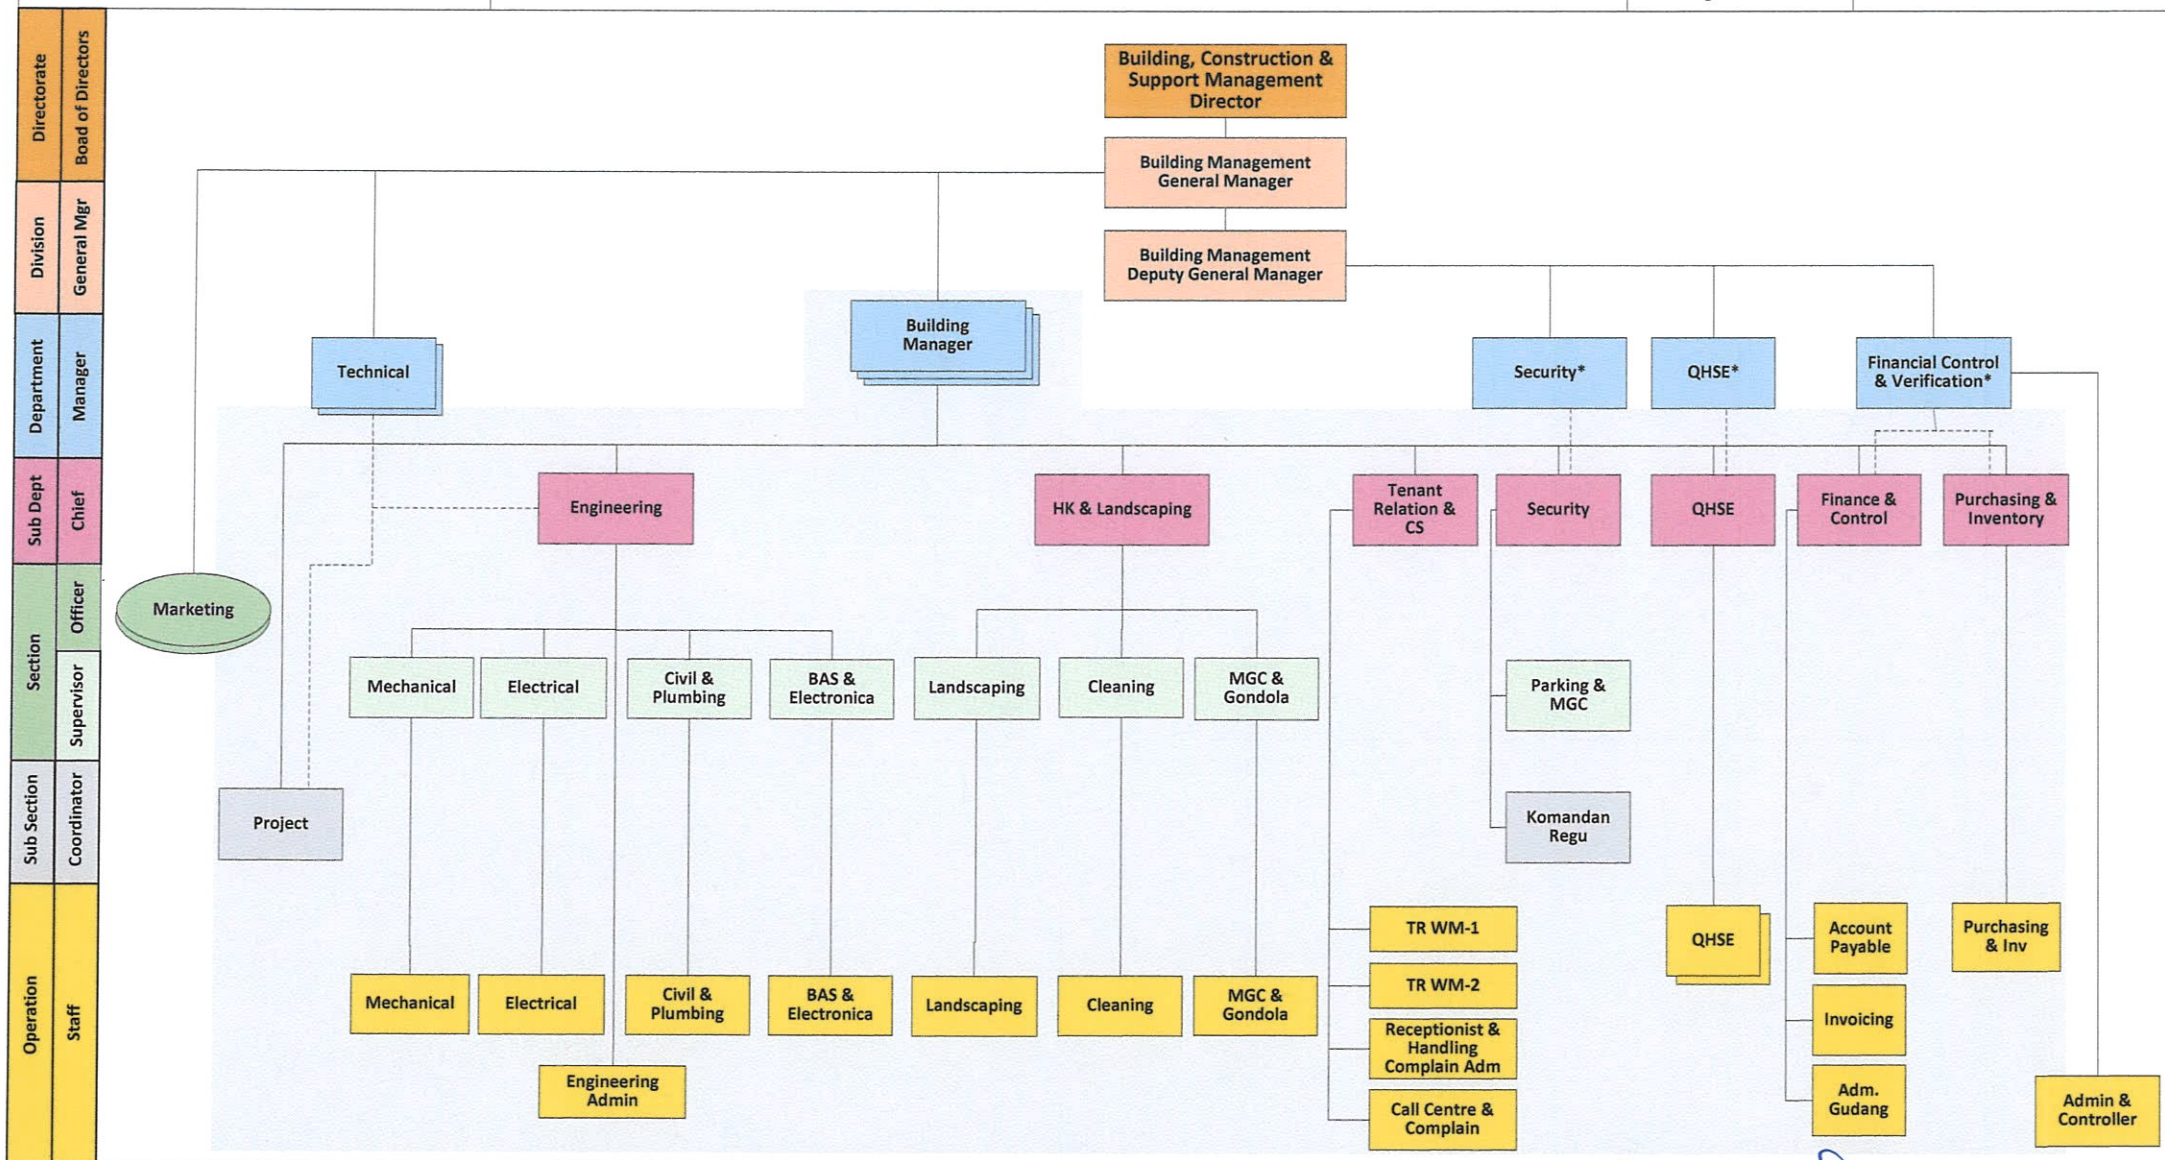 Directorate
Boad of Directors
Division
General Mgr
Department
Manager
Sub Dept
Chief
Section
Officer
Supervisor
Sub Section
Coordinator
Operation
Staff
Building, Construction &
Support Management
Director
Building Management
General Manager
Building Management
Deputy General Manager
Technical
Building
Manager
Security*
QHSE*
Financial Control
& Verification*
Engineering
HK & Landscaping
Tenant
Relation &
CS
Security
QHSE
Finance &
Control
Purchasing &
Inventory
Marketing
Mechanical
Electrical
Civil &
Plumbing
BAS &
Electronica
Landscaping
Cleaning
MGC &
Gondola
Parking &
MGC
Project
Komandan
Regu
TR WM-1
TR WM-2
Receptionist &
Handling
Complain Adm
Call Centre &
Complain
QHSE
Account
Payable
Invoicing
Adm.
Gudang
Purchasing
& Inv
Mechanical
Electrical
Civil &
Plumbing
BAS &
Electronica
Landscaping
Cleaning
MGC &
Gondola
Engineering
Admin
Admin &
Controller